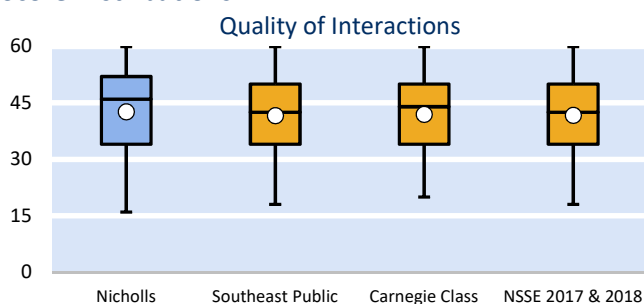 Quality of Interactions
60
45
30
15
0
Nicholls Southeast Public Carnegie Class NSSE 2017 & 2018